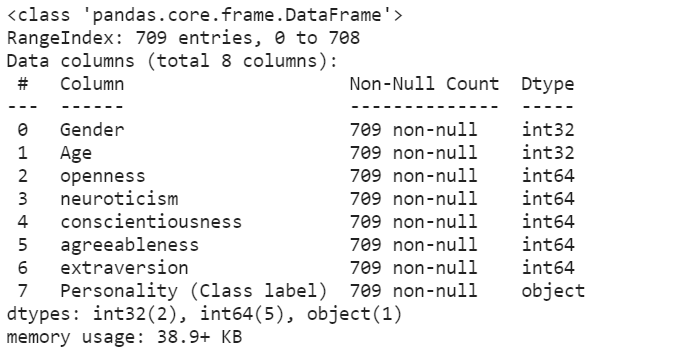 <class 'pandas.core.frame.DataFrame'>
RangeIndex: 709 entries, 0 to 708
Data columns (total 8 columns):
 #   Column                     Non-Null Count  Dtype
---  ------                     --------------  -----
 0   Gender                     709 non-null    int32
 1   Age                        709 non-null    int32
 2   openness                   709 non-null    int64
 3   neuroticism                709 non-null    int64
 4   conscientiousness          709 non-null    int64
 5   agreeableness              709 non-null    int64
 6   extraversion               709 non-null    int64
 7   Personality (Class label)  709 non-null    object
dtypes: int32(2), int64(5), object(1)
memory usage: 38.9+ KB